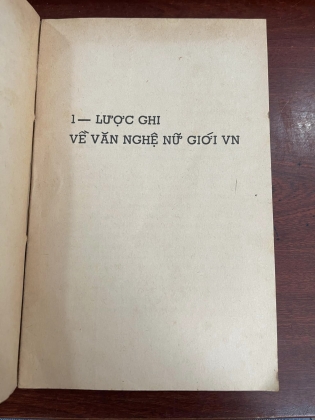 1 — LƯỢC GHI
VỀ VĂN NGHỆ NỮ GIỚI VN